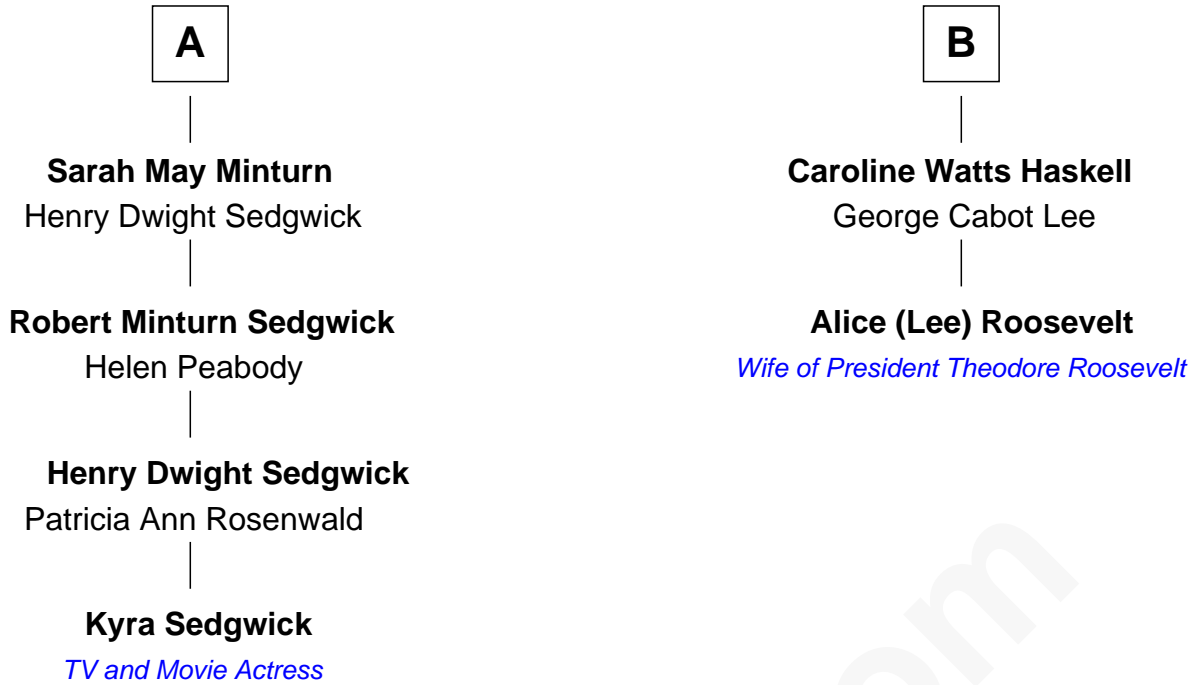 A
Sarah May Minturn
Henry Dwight Sedgwick
Robert Minturn Sedgwick
Helen Peabody
Henry Dwight Sedgwick
Patricia Ann Rosenwald
Kyra Sedgwick
TV and Movie Actress
B
Caroline Watts Haskell
George Cabot Lee
Alice (Lee) Roosevelt
Wife of President Theodore Roosevelt
om